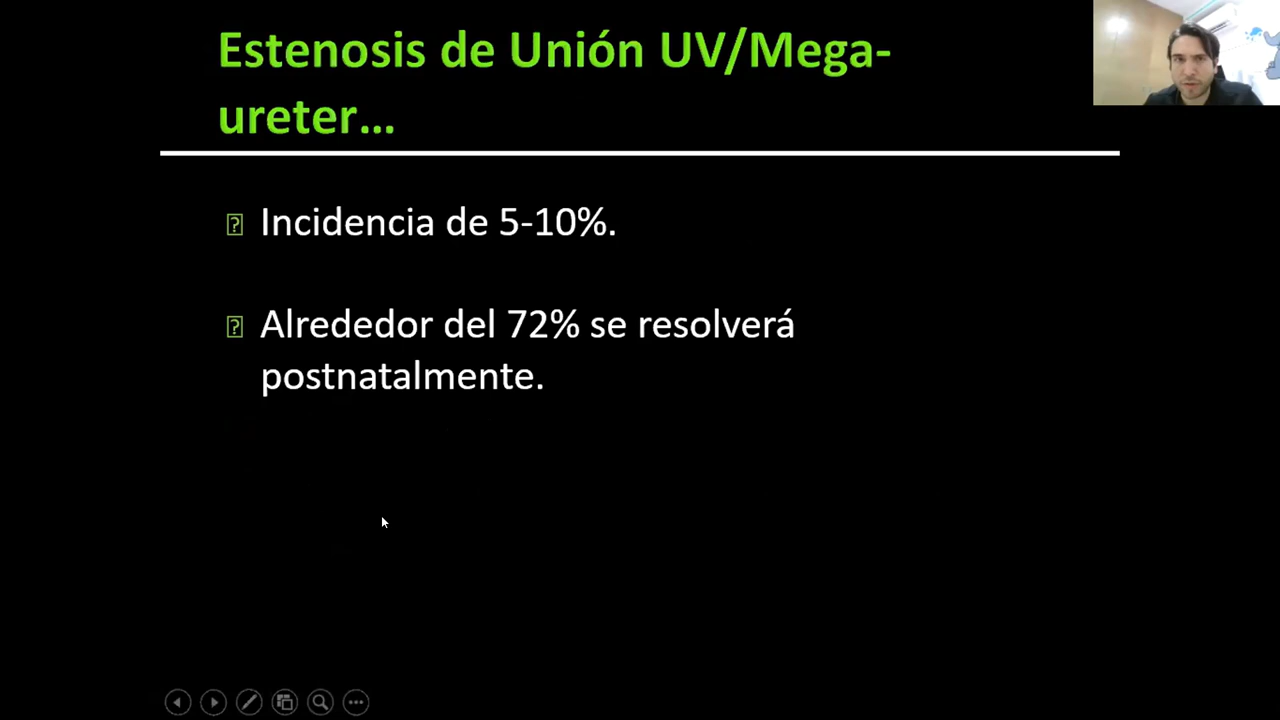 Estenosis de Unión UV/Mega-
ureter...
Incidencia de 5-10%.
Alrededor del 72% se resolverá
postnatalmente.